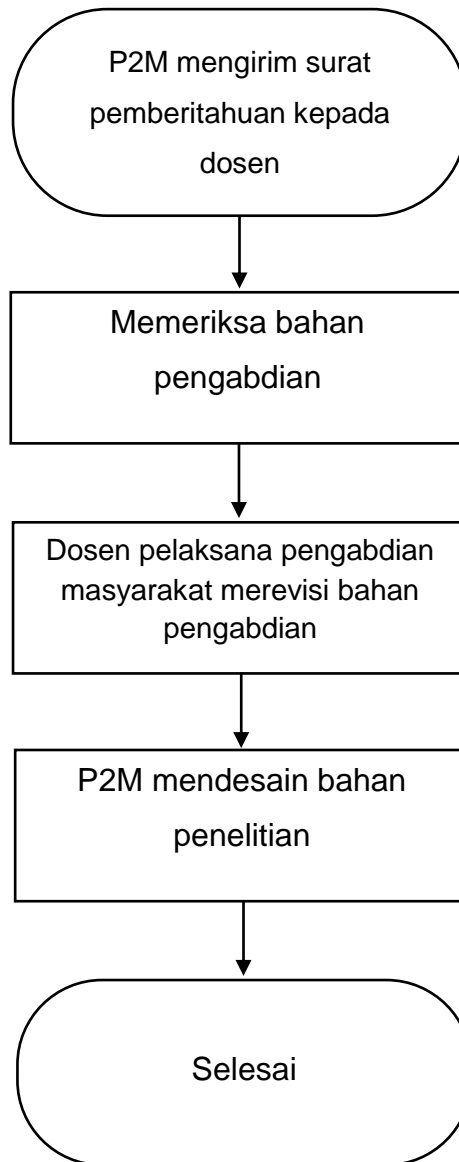 P2M mengirim surat
pemberitahuan kepada
dosen
Memeriksa bahan
pengabdian
Dosen pelaksana pengabdian
masyarakat merevisi bahan
pengabdian
P2M mendesain bahan
penelitian
Selesai